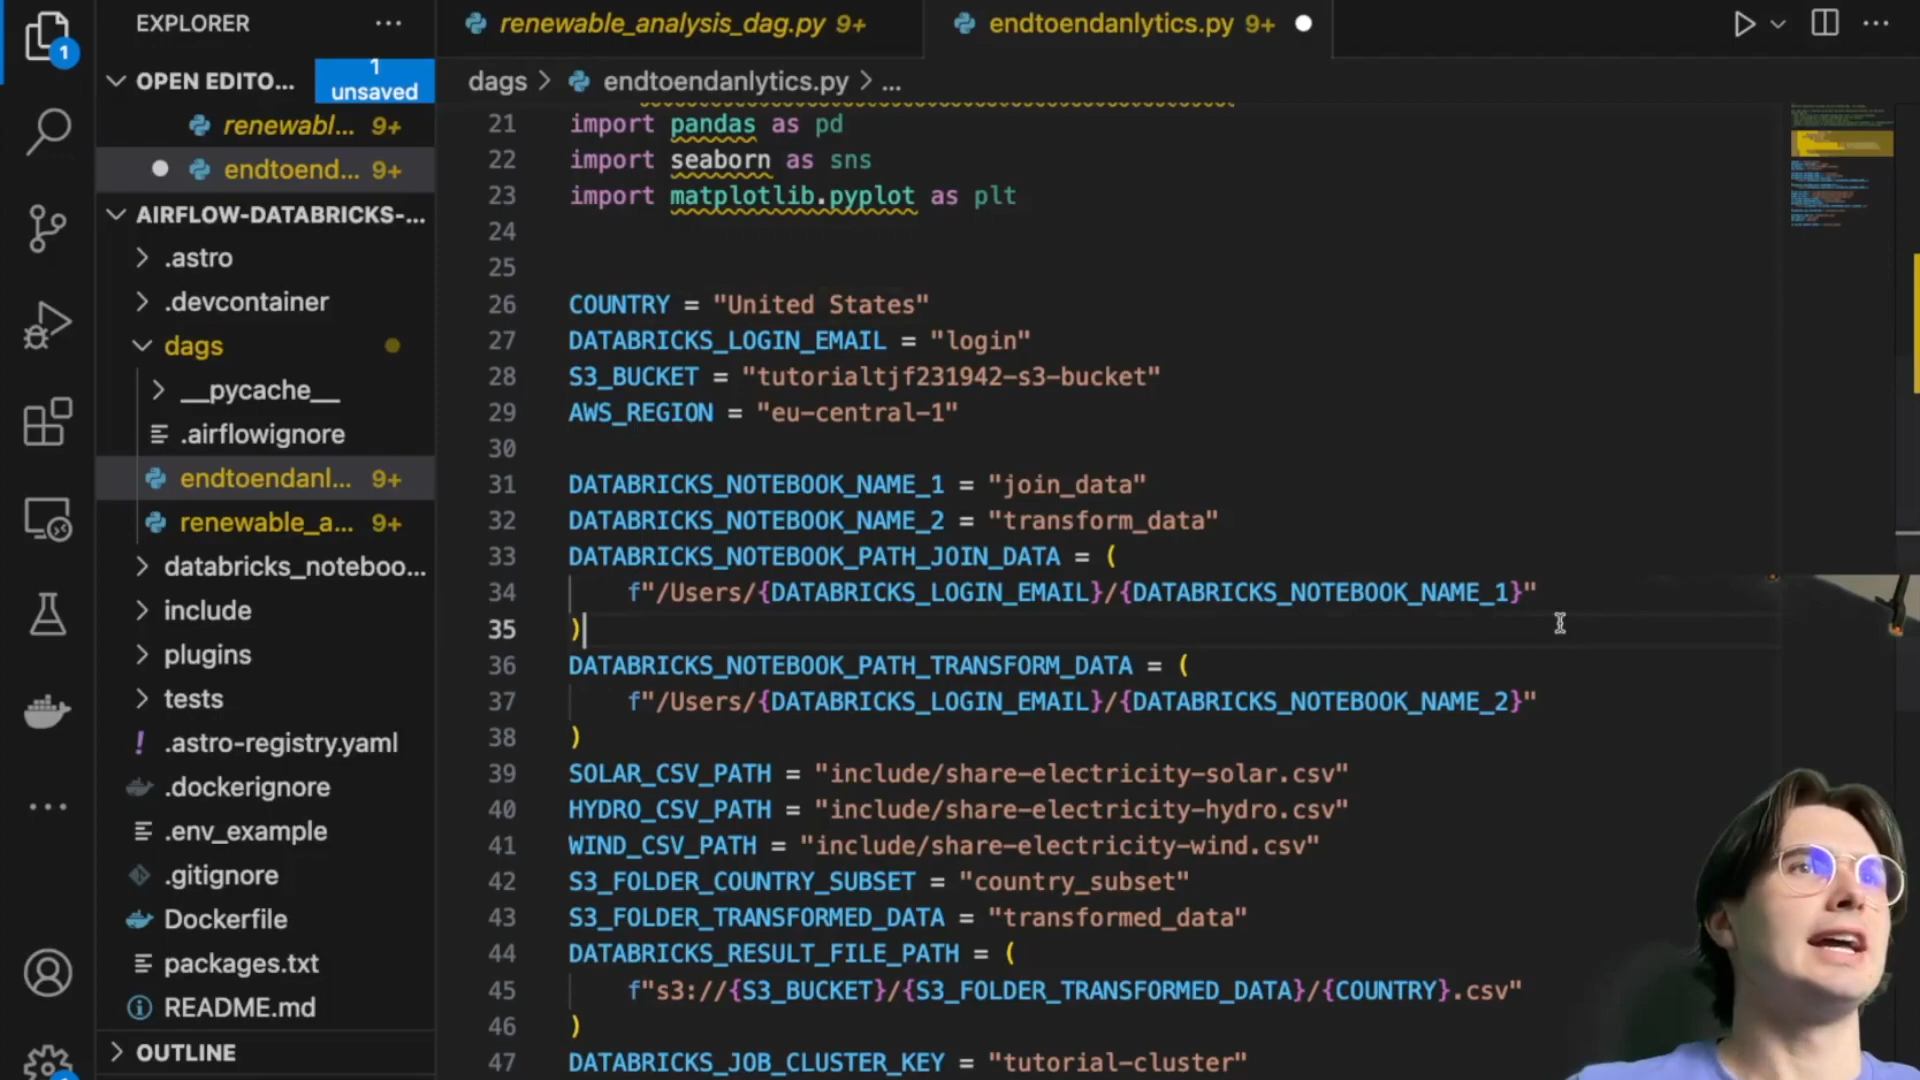 EXPLORER
OPEN EDITO...
1 unsaved
renewabl... 9+
endtoend... 9+
AIRFLOW-DATABRICKS-...
.astro
.devcontainer
dags
__pycache__
.airflowignore
endtoendanl... 9+
renewable_a... 9+
databricks_noteboo...
include
plugins
tests
.astro-registry.yaml
.dockerignore
.env_example
.gitignore
Dockerfile
packages.txt
README.md
OUTLINE
1
renewable_analysis_dag.py 9+
endtoendanlytics.py 9+
dags > endtoendanlytics.py > ...
21 import pandas as pd
22 import seaborn as sns
23 import matplotlib.pyplot as plt
24
25
26 COUNTRY = "United States"
27 DATABRICKS_LOGIN_EMAIL = "login"
28 S3_BUCKET = "tutorialtjf231942-s3-bucket"
29 AWS_REGION = "eu-central-1"
30
31 DATABRICKS_NOTEBOOK_NAME_1 = "join_data"
32 DATABRICKS_NOTEBOOK_NAME_2 = "transform_data"
33 DATABRICKS_NOTEBOOK_PATH_JOIN_DATA = (
34 f"/Users/{DATABRICKS_LOGIN_EMAIL}/{DATABRICKS_NOTEBOOK_NAME_1}"
35 )
36 DATABRICKS_NOTEBOOK_PATH_TRANSFORM_DATA = (
37 f"/Users/{DATABRICKS_LOGIN_EMAIL}/{DATABRICKS_NOTEBOOK_NAME_2}"
38 )
39 SOLAR_CSV_PATH = "include/share-electricity-solar.csv"
40 HYDRO_CSV_PATH = "include/share-electricity-hydro.csv"
41 WIND_CSV_PATH = "include/share-electricity-wind.csv"
42 S3_FOLDER_COUNTRY_SUBSET = "country_subset"
43 S3_FOLDER_TRANSFORMED_DATA = "transformed_data"
44 DATABRICKS_RESULT_FILE_PATH = (
45 f"s3://{S3_BUCKET}/{S3_FOLDER_TRANSFORMED_DATA}/{COUNTRY}.csv"
46 )
47 DATABRICKS_JOB_CLUSTER_KEY = "tutorial-cluster"